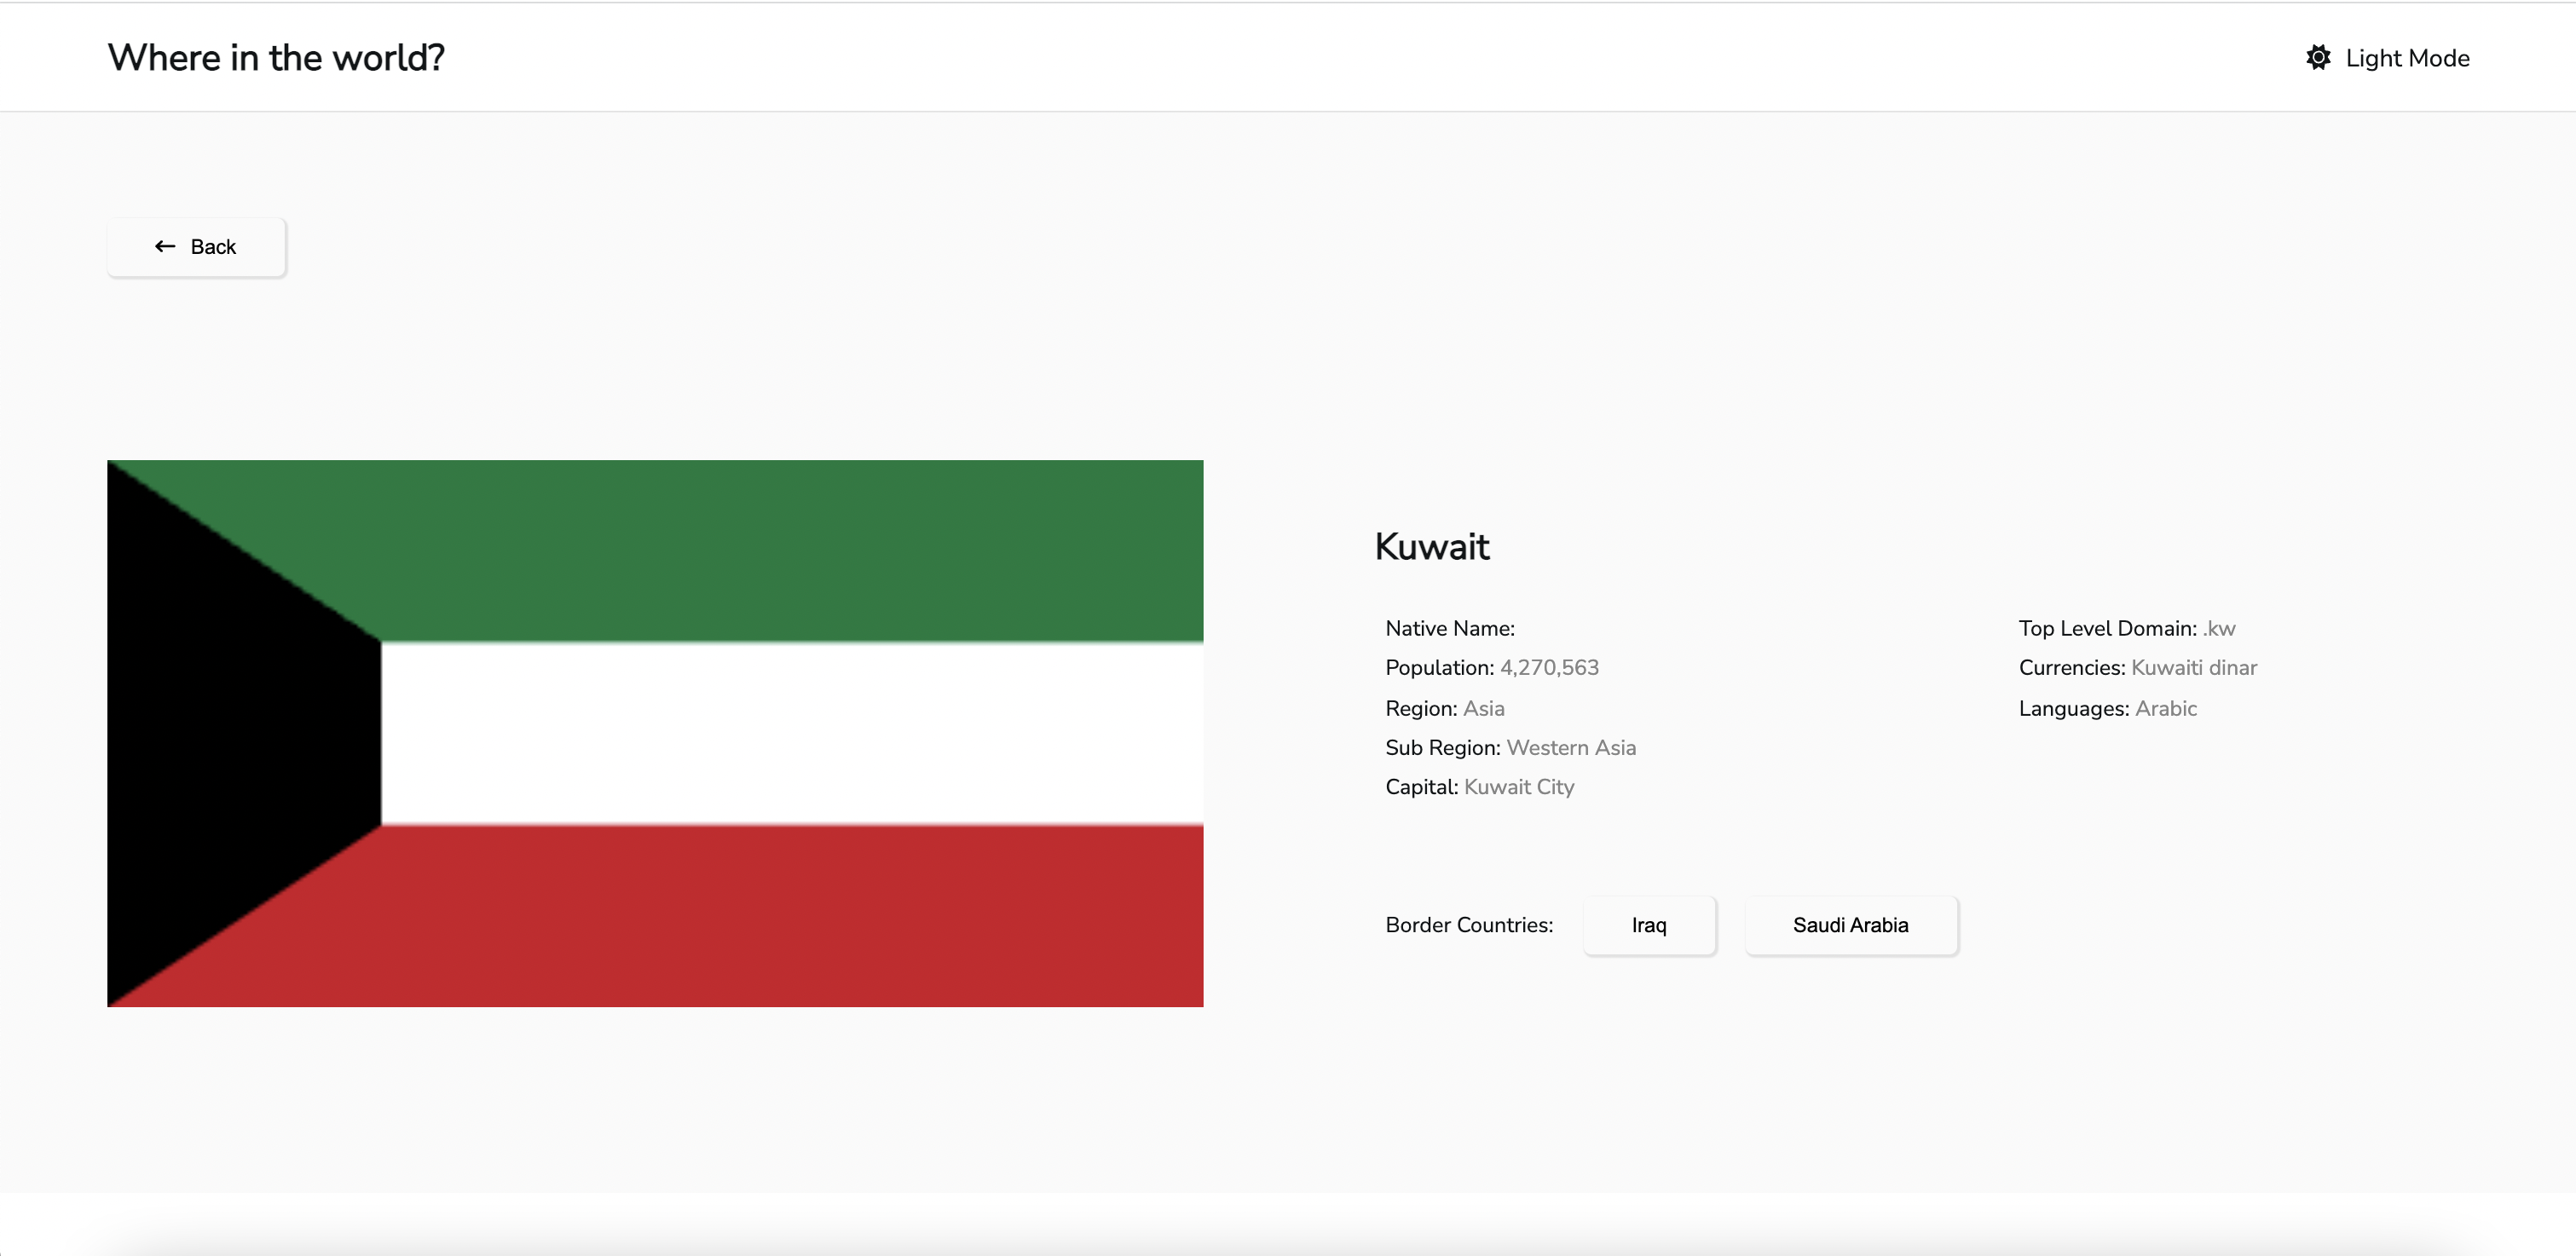 Where in the world?
Light Mode
Back
Kuwait
Native Name:
Population: 4,270,563
Region: Asia
Sub Region: Western Asia
Capital: Kuwait City
Top Level Domain: .kw
Currencies: Kuwaiti dinar
Languages: Arabic
Border Countries: Iraq Saudi Arabia